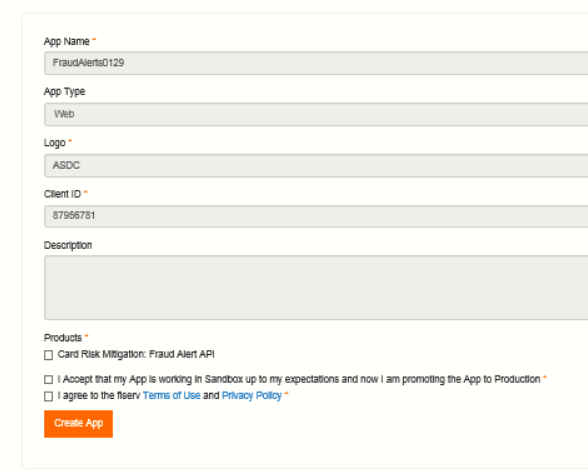 App Name *
FraudAlerts0129
App Type
Web
Logo *
ASDC
Client ID *
87956781
Description
Products *
Card Risk Mitigation: Fraud Alert API
I Accept that my App is working in Sandbox up to my expectations and now I am promoting the App to Production *
I agree to the fiserv Terms of Use and Privacy Policy *
Create App